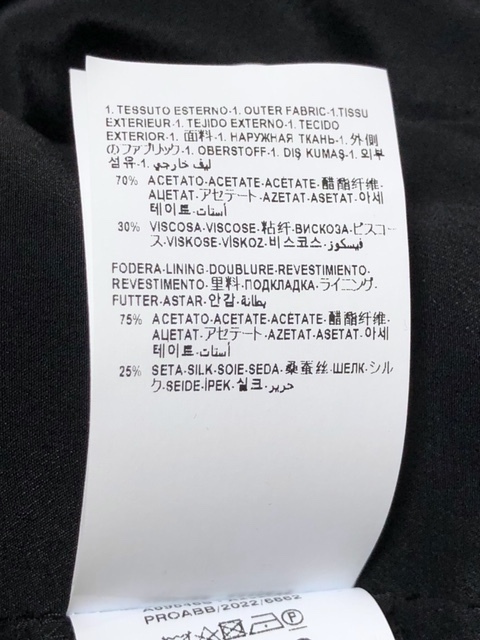 1. TESSUTO ESTERNO-1. OUTER FABRIC-1.TISSU
EXTERIEUR-1. TEJIDO EXTERNO-1. TECIDO
EXTERIOR-1. 面料-1. НАРУЖНАЯ ТКАНЬ-1. 外側
のファブリック-1. OBERSTOFF-1. DIŞ KUMAŞ-1. 외부
섬유-1. ليف خارجي
70% ACETATO-ACETATE-ACÉTATE-醋酯纤维-
АЦЕТАТ-アセテート-AZETAT-ASETAT-아세
테이트-أستات
30% VISCOSA-VISCOSE-粘纤-ВИСКОЗА-ビスコー
ス-VISKOSE-VİSKOZ-비스코스-فيسكوز
FODERA-LINING-DOUBLURE-REVESTIMIENTO-
REVESTIMENTO-里料-ПОДКЛАДКА-ライニング-
FUTTER-ASTAR-안감-بطانة
75% ACETATO-ACETATE-ACÉTATE-醋酯纤维-
АЦЕТАТ-アセテート-AZETAT-ASETAT-아세
테이트-أستات
25% SETA-SILK-SOIE-SEDA-桑蚕丝-ШЕЛК-シル
ク-SEIDE-İPEK-실크-حرير
PROABB/2022/6662